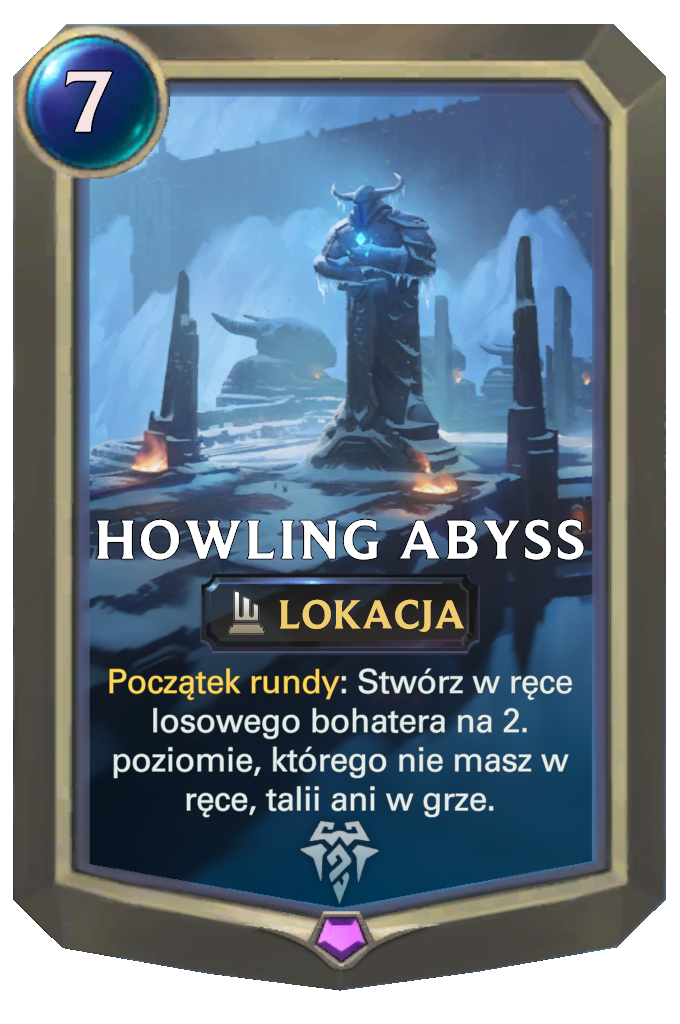 7
HOWLING ABYSS
LOKACJA
Początek rundy: Stwórz w ręce
losowego bohatera na 2.
poziomie, którego nie masz w
ręce, talii ani w grze.